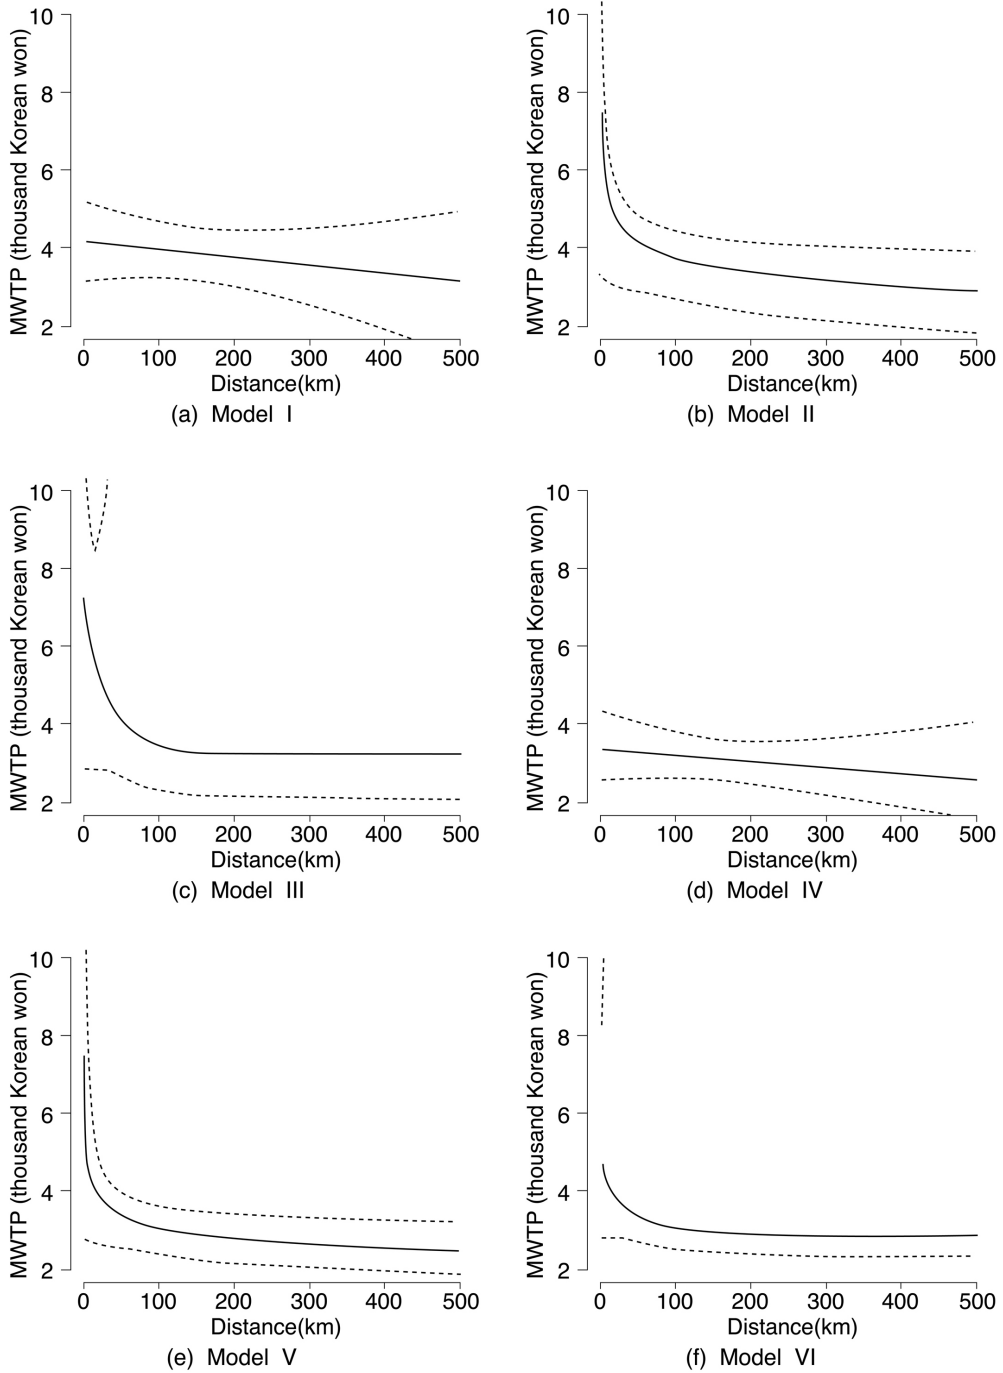 MWTP (thousand Korean won)
10
8
6
4
2
0 100 200 300 400 500
Distance(km)
(a) Model I
MWTP (thousand Korean won)
10
8
6
4
2
0 100 200 300 400 500
Distance(km)
(b) Model II
MWTP (thousand Korean won)
10
8
6
4
2
0 100 200 300 400 500
Distance(km)
(c) Model III
MWTP (thousand Korean won)
10
8
6
4
2
0 100 200 300 400 500
Distance(km)
(d) Model IV
MWTP (thousand Korean won)
10
8
6
4
2
0 100 200 300 400 500
Distance(km)
(e) Model V
MWTP (thousand Korean won)
10
8
6
4
2
0 100 200 300 400 500
Distance(km)
(f) Model VI